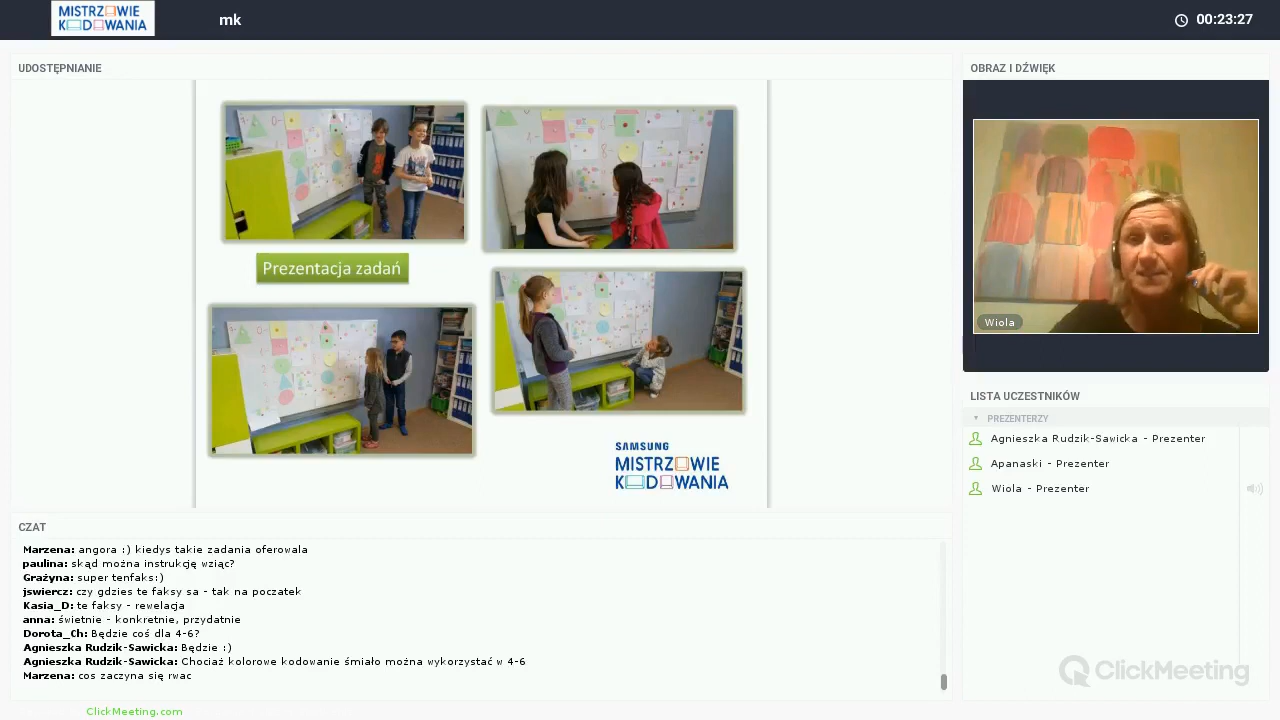 MISTRZOWIE
KODOWANIA
mk
00:23:27
UDOSTĘPNIANIE
Prezentacja zadań
SAMSUNG
MISTRZOWIE
KODOWANIA
OBRAZ I DŹWIĘK
Wiola
LISTA UCZESTNIKÓW
PREZENTERZY
Agnieszka Rudzik-Sawicka - Prezenter
Apanaski - Prezenter
Wiola - Prezenter
CZAT
Marzena: angora :) kiedys takie zadania oferowala
paulina: skąd można instrukcję wziąc?
Grażyna: super tenfaks:)
jswiercz: czy gdzies te faksy sa - tak na poczatek
Kasia_D: te faksy - rewelacja
anna: świetnie - konkretnie, przydatnie
Dorota_Ch: Będzie coś dla 4-6?
Agnieszka Rudzik-Sawicka: Będzie :)
Agnieszka Rudzik-Sawicka: Chociaż kolorowe kodowanie śmiało można wykorzystać w 4-6
Marzena: cos zaczyna się rwac
ClickMeeting
ClickMeeting.com